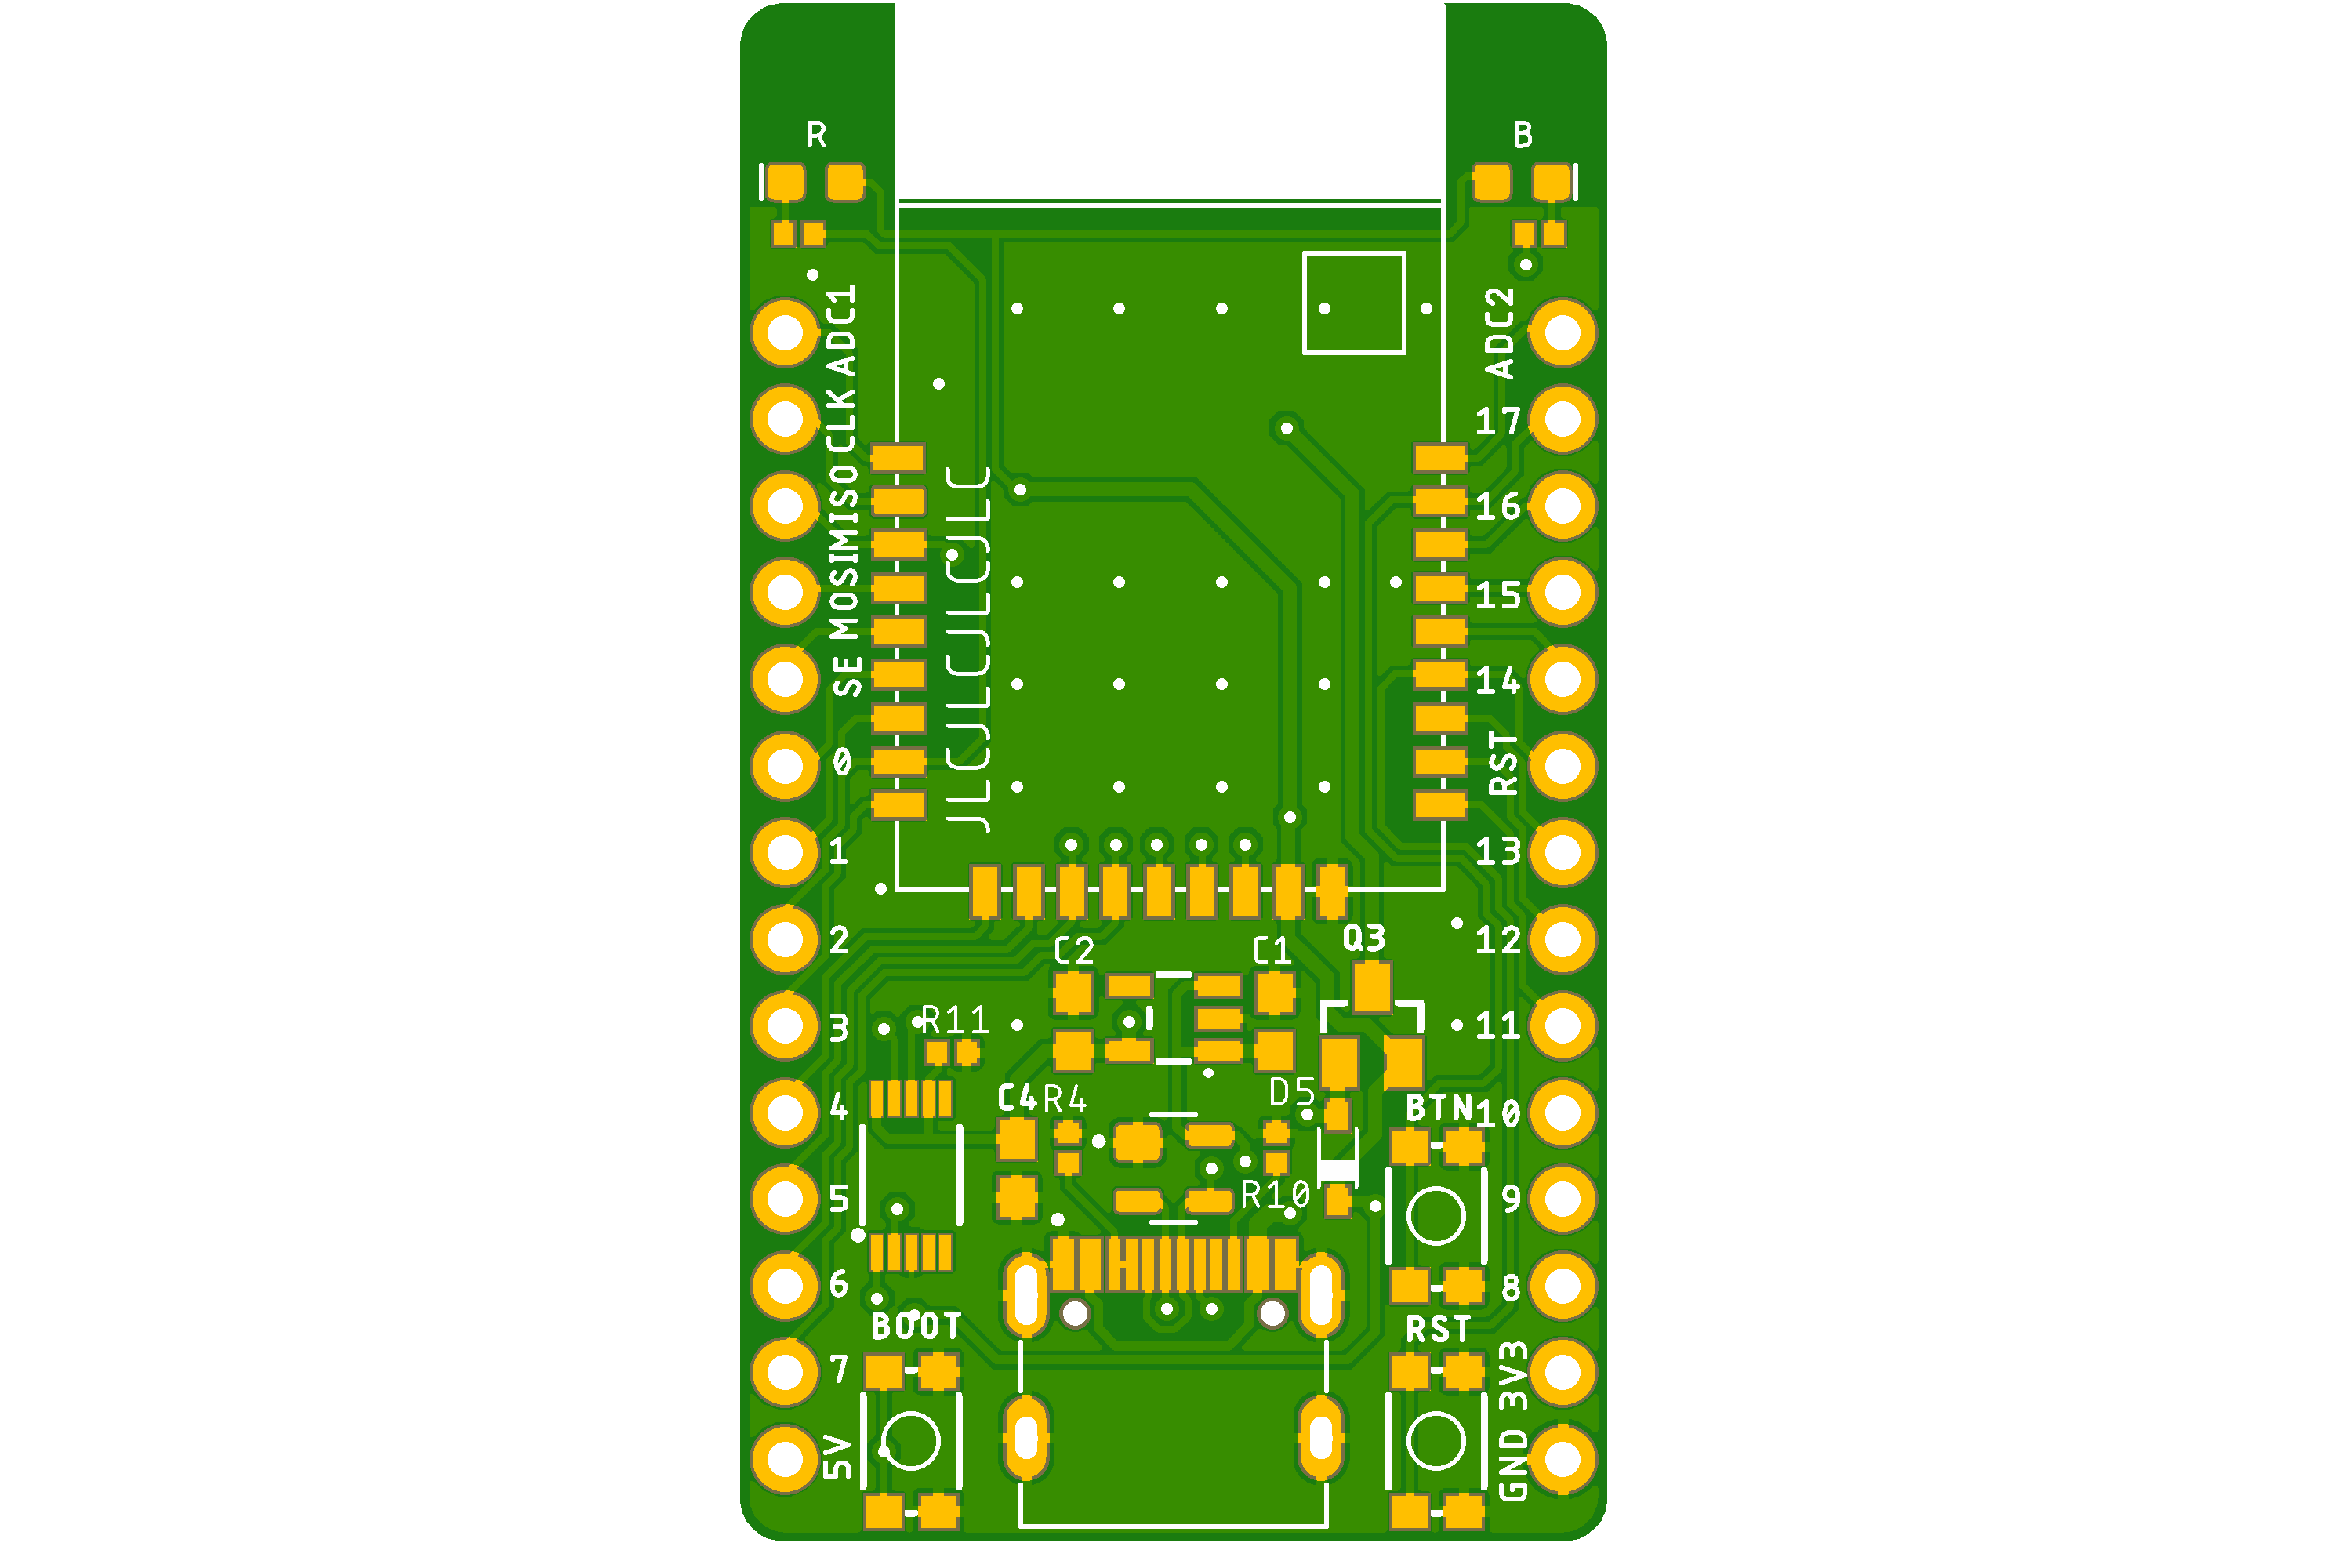 R
B
ADC1
ADC2
CLK
17
MISO
16
MOSI
15
SE
14
JLCJLCJLCJLC
0
RST
1
13
2
C2
C1
Q3
12
3
R11
11
4
C4
R4
D5
BTN
10
5
R10
9
6
8
BOOT
RST
7
3V3
5V
GND